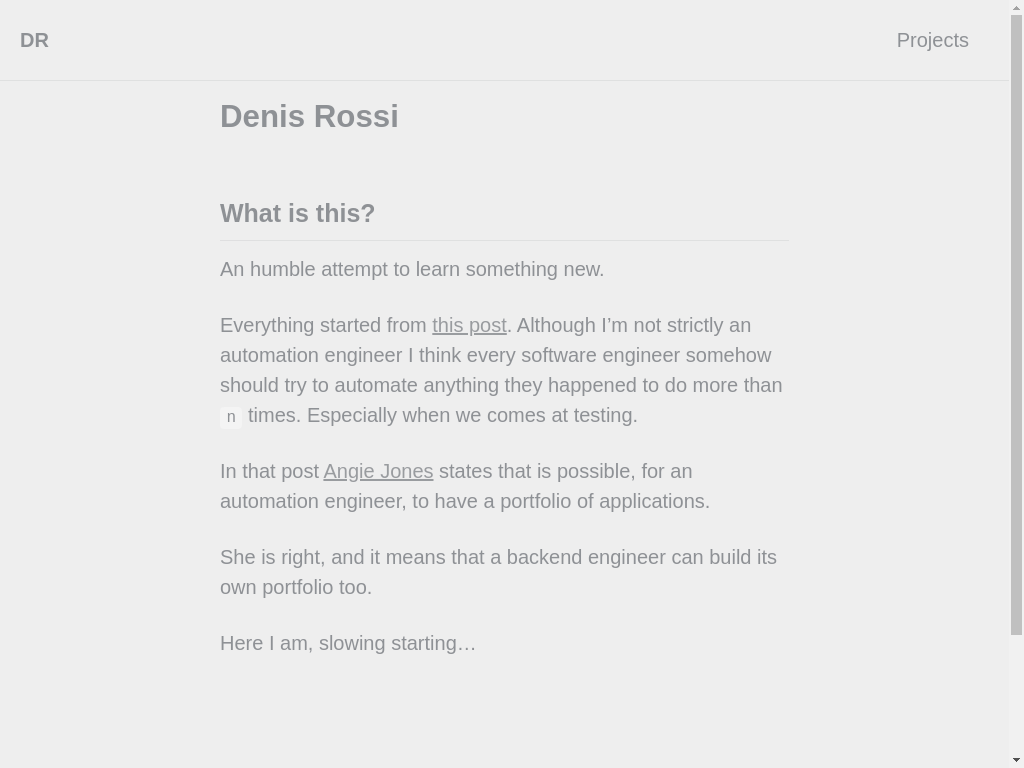 DR
Projects
Denis Rossi
What is this?
An humble attempt to learn something new.
Everything started from this post. Although I’m not strictly an
automation engineer I think every software engineer somehow
should try to automate anything they happened to do more than
n times. Especially when we comes at testing.
In that post Angie Jones states that is possible, for an
automation engineer, to have a portfolio of applications.
She is right, and it means that a backend engineer can build its
own portfolio too.
Here I am, slowing starting…